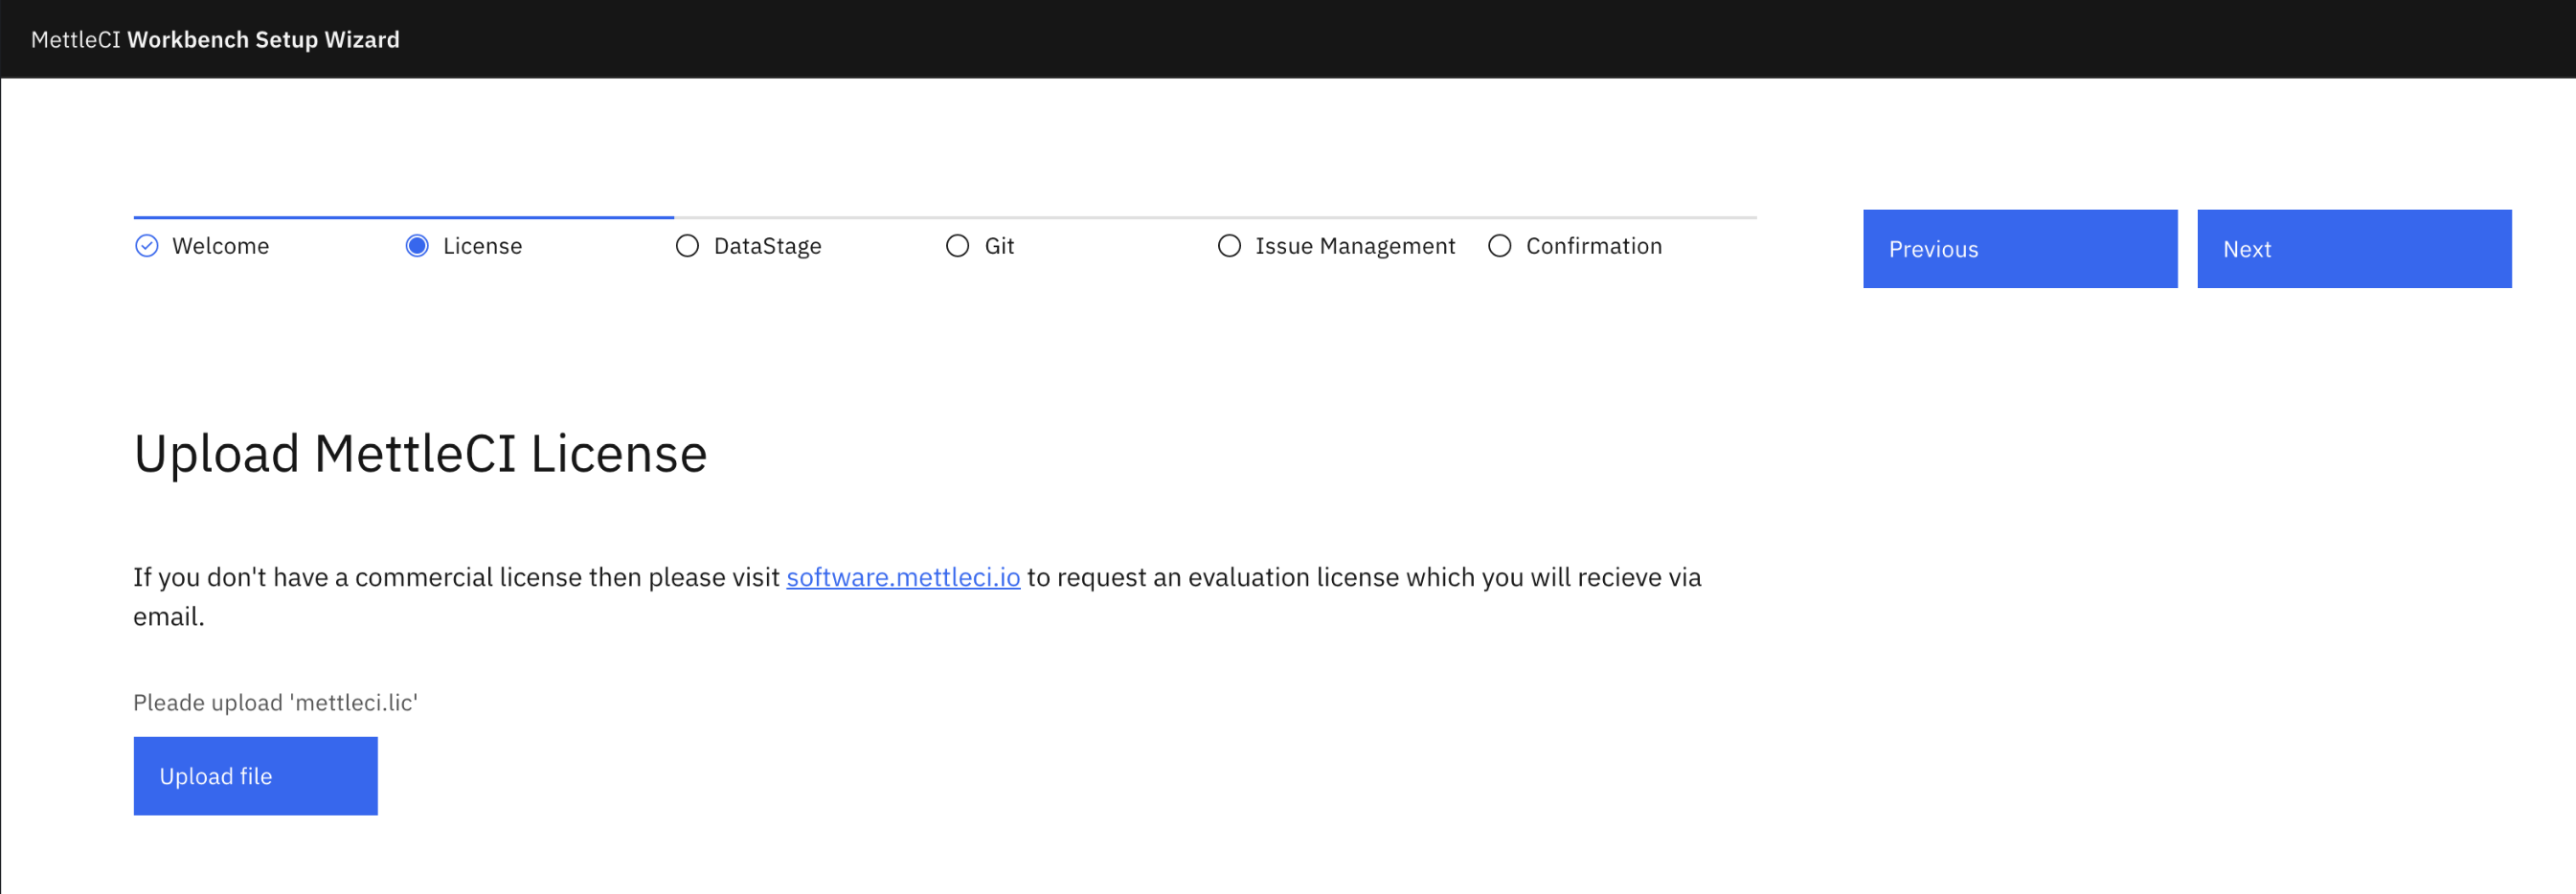 MettleCI Workbench Setup Wizard
Welcome
License
DataStage
Git
Issue Management
Confirmation
Previous
Next
Upload MettleCI License
If you don't have a commercial license then please visit software.mettleci.io to request an evaluation license which you will recieve via
email.
Pleade upload 'mettleci.lic'
Upload file